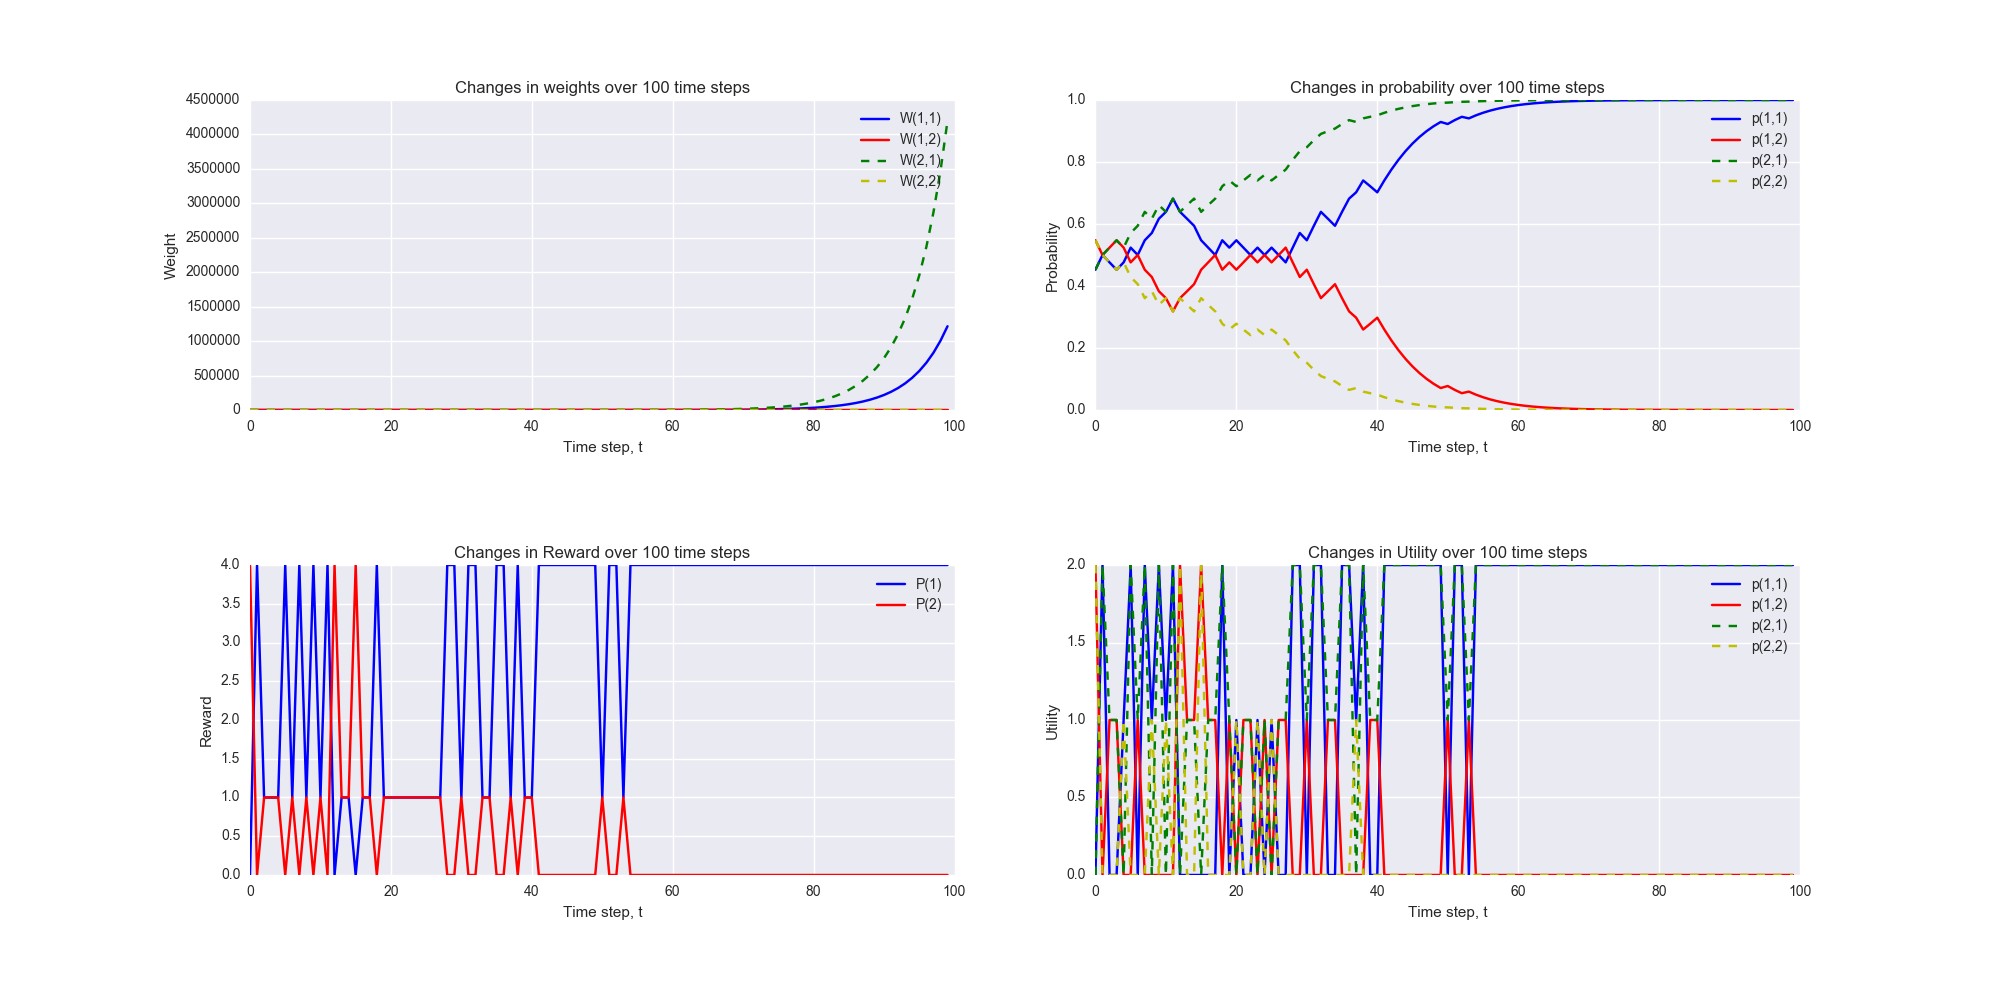 Changes in weights over 100 time steps
4500000
4000000
3500000
3000000
2500000
2000000
1500000
1000000
500000
0
Weight
W(1,1)
W(1,2)
W(2,1)
W(2,2)
0 20 40 60 80 100
Time step, t
Changes in probability over 100 time steps
1.0
0.8
0.6
0.4
0.2
0.0
Probability
p(1,1)
p(1,2)
p(2,1)
p(2,2)
0 20 40 60 80 100
Time step, t
Changes in Reward over 100 time steps
4.0
3.5
3.0
2.5
2.0
1.5
1.0
0.5
0.0
Reward
P(1)
P(2)
0 20 40 60 80 100
Time step, t
Changes in Utility over 100 time steps
2.0
1.5
1.0
0.5
0.0
Utility
p(1,1)
p(1,2)
p(2,1)
p(2,2)
0 20 40 60 80 100
Time step, t